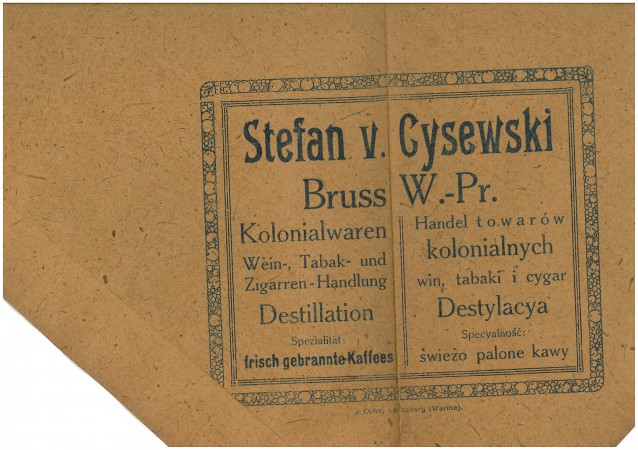 Stefan v. Cysewski
Bruss W.-Pr.
Kolonialwaren
Wein-, Tabak- und
Zigarren-Handlung
Destillation
Spezialität
frisch gebrannte Kaffees
Handel towarów
kolonialnych
win, tabaki i cygar
Destylacya
Specyalność:
świeżo palone kawy
(Warthe).